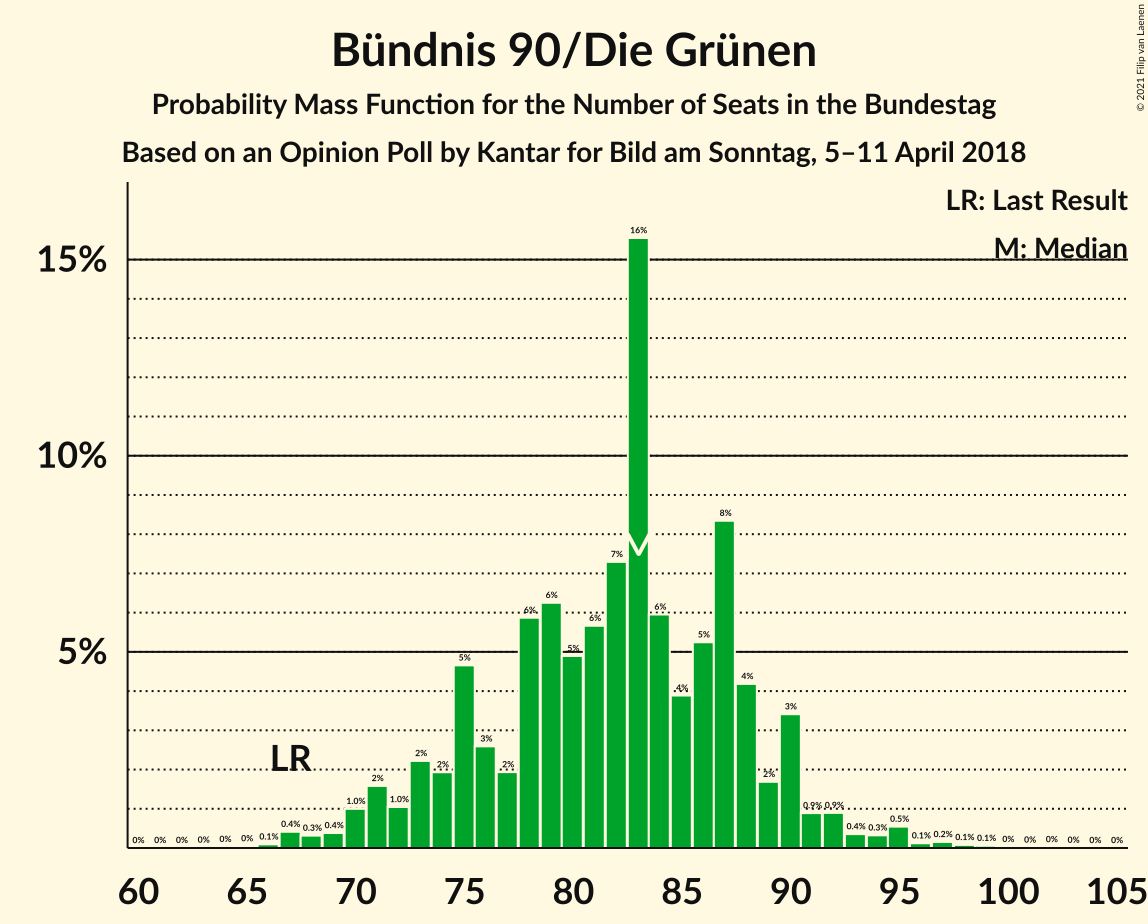 Bündnis 90/Die Grünen
Probability Mass Function for the Number of Seats in the Bundestag
Based on an Opinion Poll by Kantar for Bild am Sonntag, 5–11 April 2018
© 2021 Filip van Laenen
LR: Last Result
M: Median
15%
10%
5%
LR
0% 0% 0% 0% 0% 0% 0.1% 0.4% 0.3% 0.4% 1.0% 2% 1.0% 2% 2% 5% 3% 2% 6% 6% 5% 6% 7% 16% 6% 4% 5% 8% 4% 2% 3% 0.9% 0.9% 0.4% 0.3% 0.5% 0.1% 0.2% 0.1% 0.1% 0% 0% 0% 0% 0% 0%
60 65 70 75 80 85 90 95 100 105